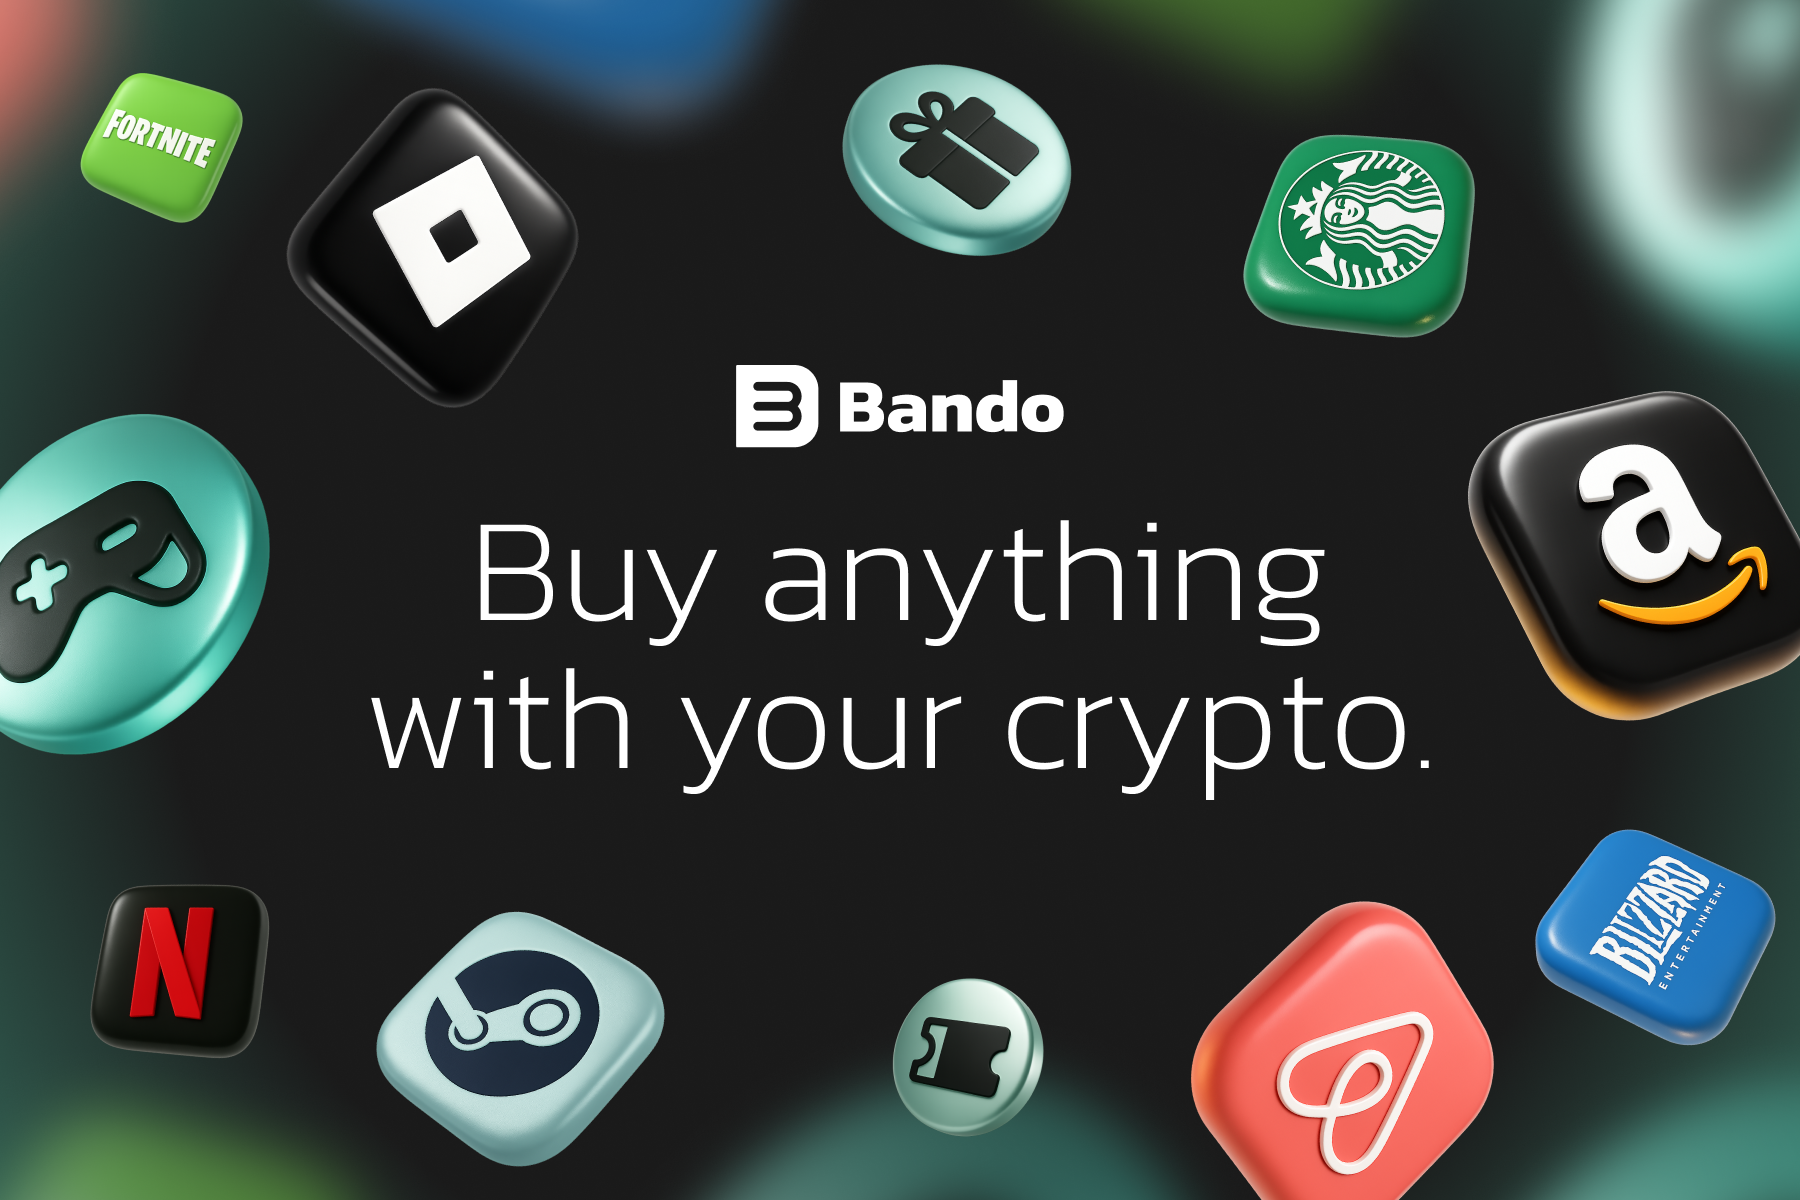 FORTNITE
Bando
Buy anything
with your crypto.
a
N
BLIZZARD
ENTERTAINMENT